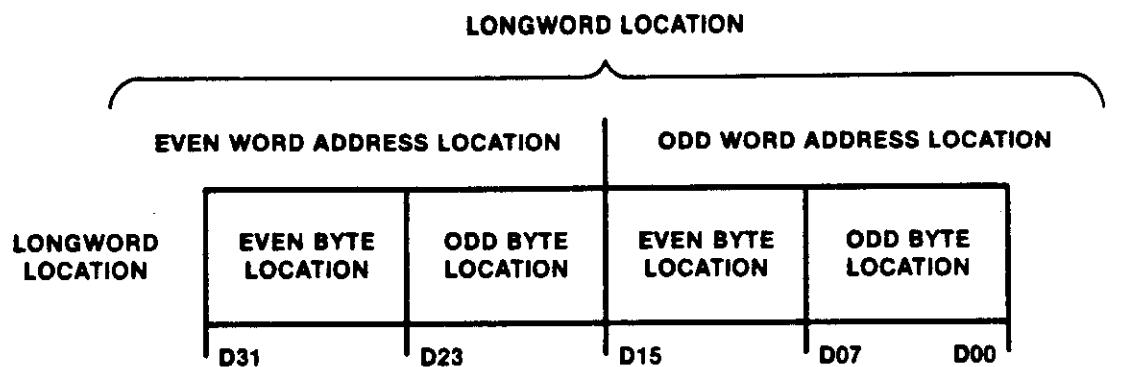 LONGWORD LOCATION
EVEN WORD ADDRESS LOCATION
ODD WORD ADDRESS LOCATION
LONGWORD
LOCATION
EVEN BYTE
LOCATION
ODD BYTE
LOCATION
EVEN BYTE
LOCATION
ODD BYTE
LOCATION
D31
D23
D15
D07
D00